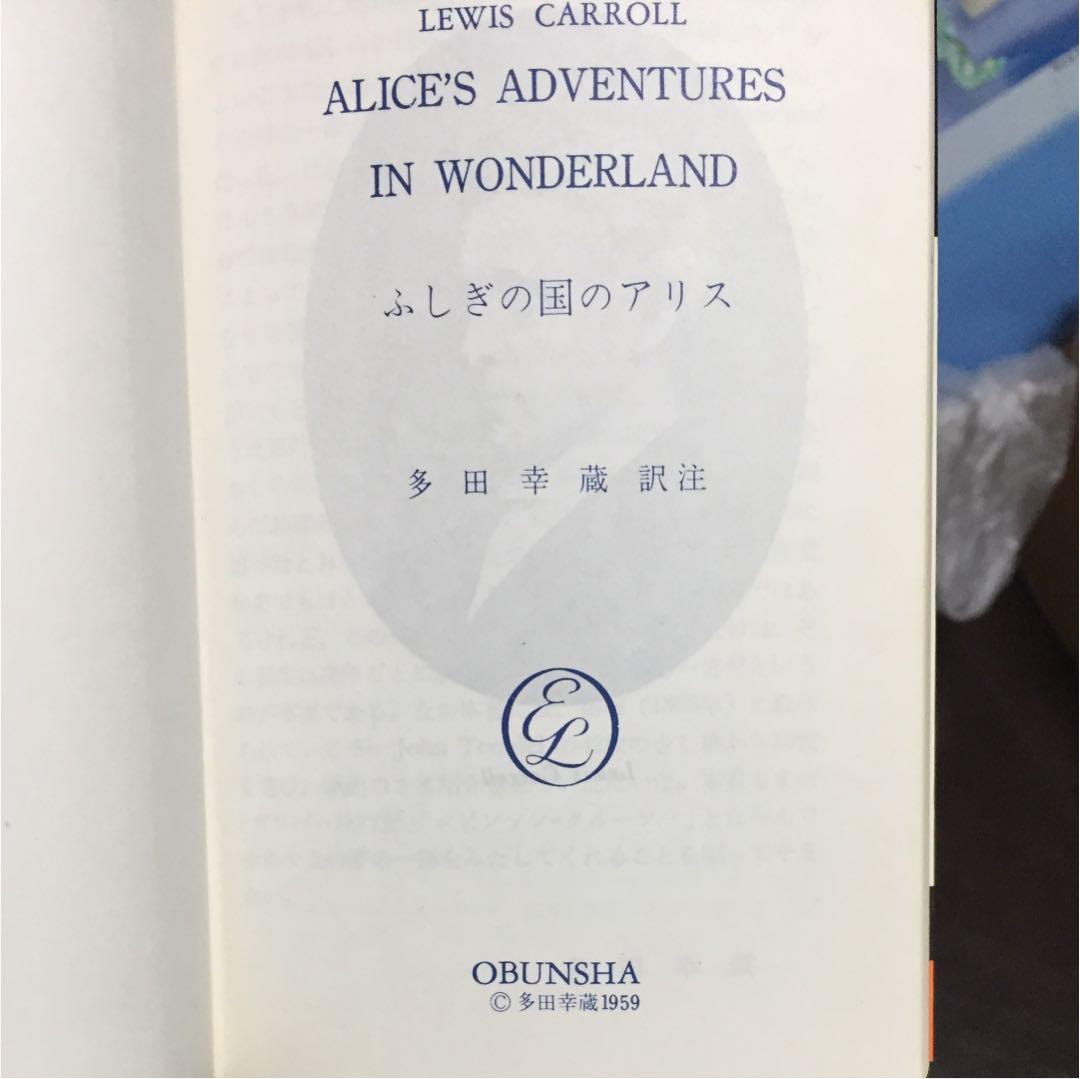 LEWIS CARROLL
ALICE'S ADVENTURES
IN WONDERLAND
ふしぎの国のアリス
多田幸蔵 訳注
EL
OBUNSHA
© 多田幸蔵1959